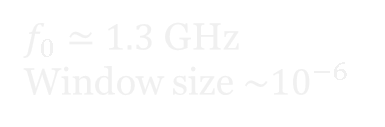 f₀ ≃ 1.3 GHz
Window size ~10⁻⁶